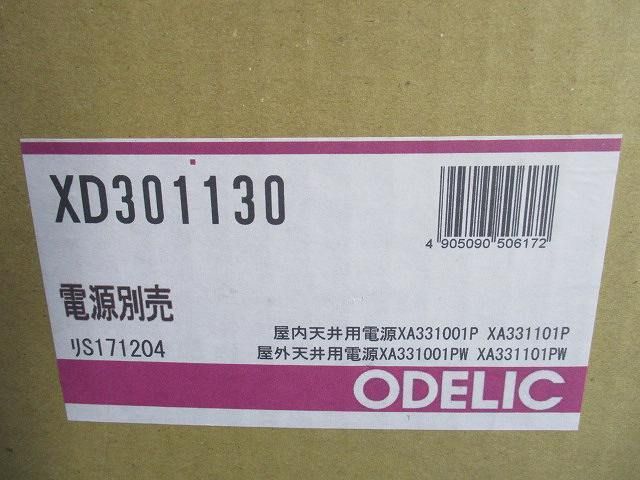 XD301130
4 905090 506172
電源別売
屋内天井用電源XA331001P XA331101P
リS171204
屋外天井用電源XA331001PW XA331101PW
ODELIC